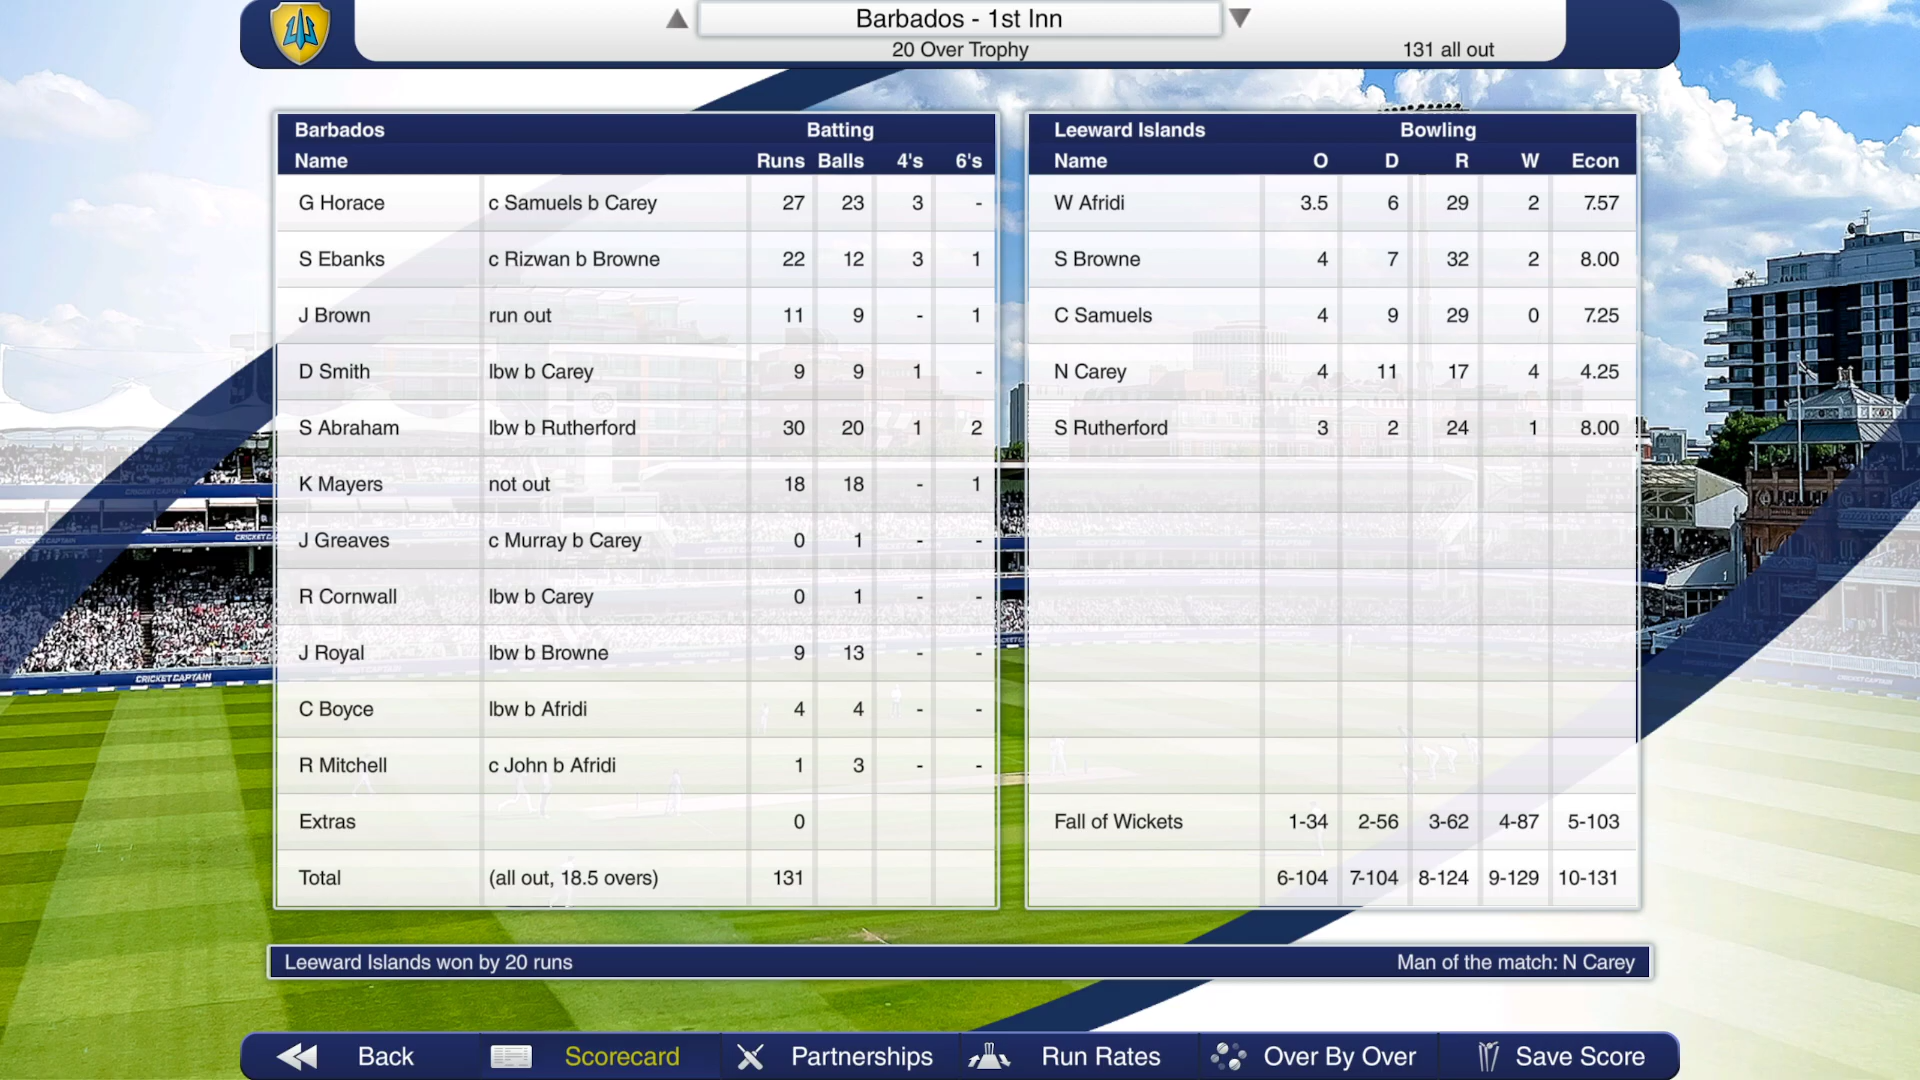 Barbados - 1st Inn
20 Over Trophy 131 all out
Barbados Batting
Name Runs Balls 4's 6's
G Horace c Samuels b Carey 27 23 3 -
S Ebanks c Rizwan b Browne 22 12 3 1
J Brown run out 11 9 - 1
D Smith lbw b Carey 9 9 1 -
S Abraham lbw b Rutherford 30 20 1 2
K Mayers not out 18 18 - 1
J Greaves c Murray b Carey 0 1 - -
R Cornwall lbw b Carey 0 1 - -
J Royal lbw b Browne 9 13 - -
C Boyce lbw b Afridi 4 4 - -
R Mitchell c John b Afridi 1 3 - -
Extras 0
Total (all out, 18.5 overs) 131
Leeward Islands Bowling
Name O D R W Econ
W Afridi 3.5 6 29 2 7.57
S Browne 4 7 32 2 8.00
C Samuels 4 9 29 0 7.25
N Carey 4 11 17 4 4.25
S Rutherford 3 2 24 1 8.00
Fall of Wickets 1-34 2-56 3-62 4-87 5-103
6-104 7-104 8-124 9-129 10-131
CRICKET CAPTAIN
Leeward Islands won by 20 runs Man of the match: N Carey
Back Scorecard Partnerships Run Rates Over By Over Save Score